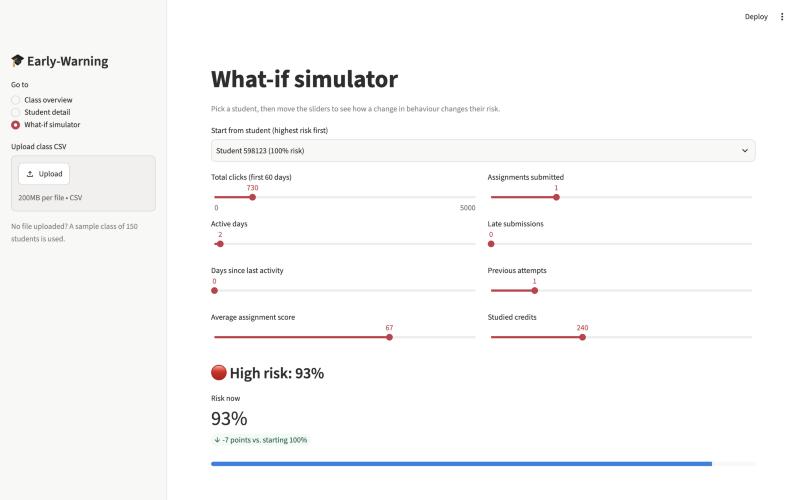 Deploy
🎓 Early-Warning
Go to
Class overview
Student detail
What-if simulator
Upload class CSV
Upload
200MB per file • CSV
No file uploaded? A sample class of 150
students is used.
What-if simulator
Pick a student, then move the sliders to see how a change in behaviour changes their risk.
Start from student (highest risk first)
Student 598123 (100% risk)
Total clicks (first 60 days)
730
0 5000
Assignments submitted
1
Active days
2
Late submissions
0
Days since last activity
0
Previous attempts
1
Average assignment score
67
Studied credits
240
🔴 High risk: 93%
Risk now
93%
↓ -7 points vs. starting 100%